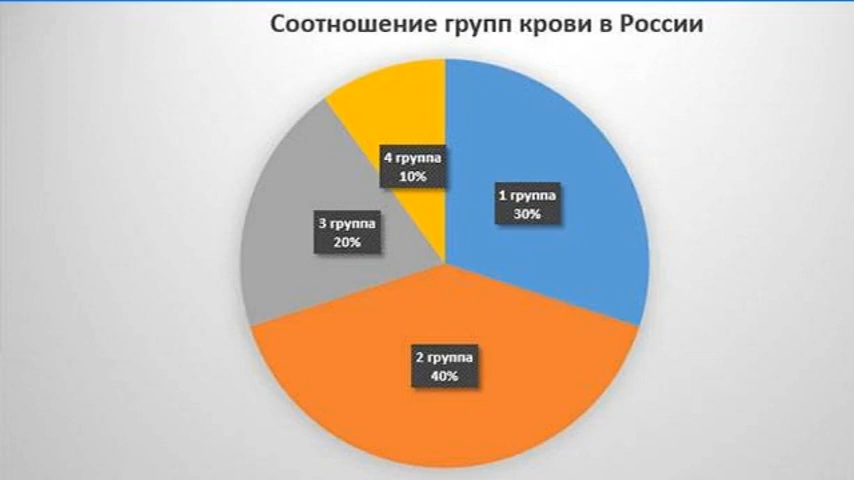 Соотношение групп крови в России
4 группа
10%
1 группа
30%
3 группа
20%
2 группа
40%